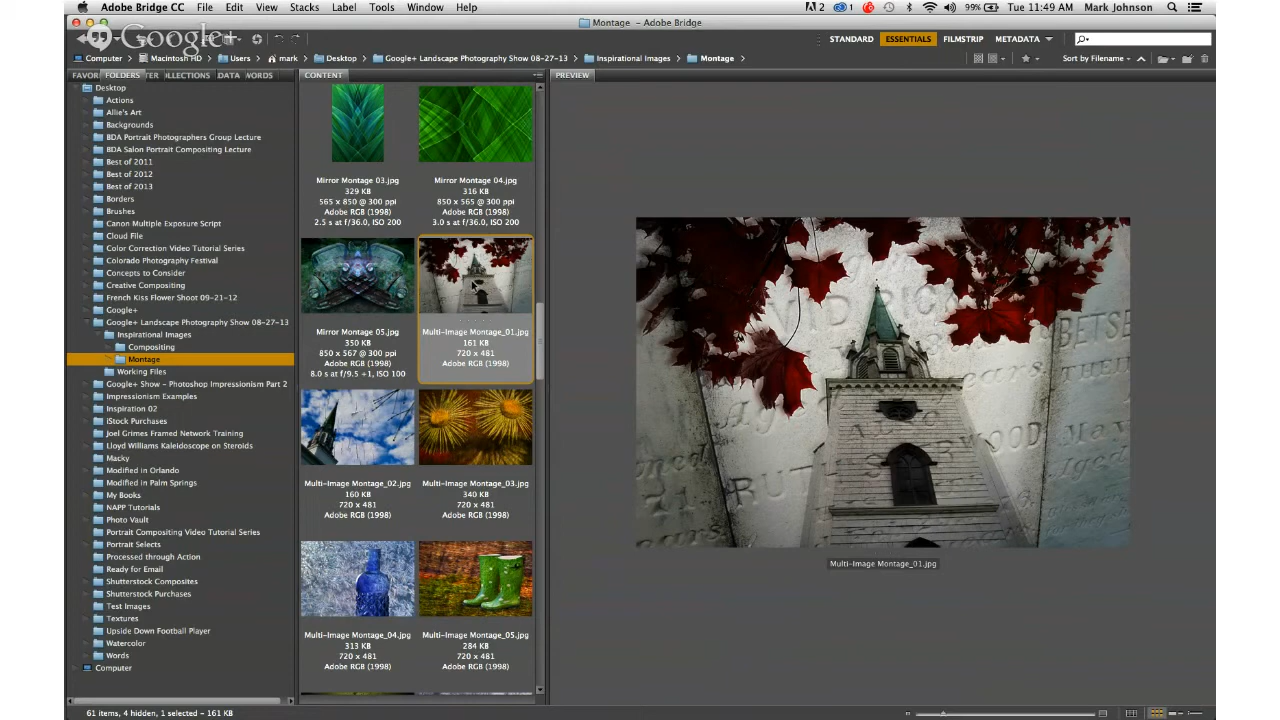 Adobe Bridge CC File Edit View Stacks Label Tools Window Help
2 1 99% Tue 11:49 AM Mark Johnson
Montage – Adobe Bridge
Google+
STANDARD ESSENTIALS FILMSTRIP METADATA
Computer Macintosh HD Users mark Desktop Google+ Landscape Photography Show 08-27-13 Inspirational Images Montage
Sort by Filename
FAVOR FOLDERS TER LLECTIONS DATA WORDS
Desktop
Actions
Allie's Art
Backgrounds
BDA Portrait Photographers Group Lecture
BDA Salon Portrait Compositing Lecture
Best of 2011
Best of 2012
Best of 2013
Borders
Brushes
Canon Multiple Exposure Script
Cloud File
Color Correction Video Tutorial Series
Colorado Photography Festival
Concepts to Consider
Creative Compositing
French Kiss Flower Shoot 09-21-12
Google+
Google+ Landscape Photography Show 08-27-13
Inspirational Images
Compositing
Montage
Working Files
Google+ Show - Photoshop Impressionism Part 2
Impressionism Examples
Inspiration 02
iStock Purchases
Joel Grimes Framed Network Training
Lloyd Williams Kaleidoscope on Steroids
Macky
Modified in Orlando
Modified in Palm Springs
My Books
NAPP Tutorials
Photo Vault
Portrait Compositing Video Tutorial Series
Portrait Selects
Processed through Action
Ready for Email
Shutterstock Composites
Shutterstock Purchases
Test Images
Textures
Upside Down Football Player
Watercolor
Words
Computer
61 items, 4 hidden, 1 selected - 161 KB
CONTENT
Mirror Montage 03.jpg
329 KB
565 x 850 @ 300 ppi
Adobe RGB (1998)
2.5 s at f/36.0, ISO 200
Mirror Montage 04.jpg
316 KB
850 x 565 @ 300 ppi
Adobe RGB (1998)
3.0 s at f/36.0, ISO 200
Mirror Montage 05.jpg
350 KB
850 x 567 @ 300 ppi
Adobe RGB (1998)
8.0 s at f/9.5 +1, ISO 100
Multi-Image Montage_01.jpg
161 KB
720 x 481
Adobe RGB (1998)
Multi-Image Montage_02.jpg
160 KB
720 x 481
Adobe RGB (1998)
Multi-Image Montage_03.jpg
340 KB
720 x 481
Adobe RGB (1998)
Multi-Image Montage_04.jpg
313 KB
720 x 481
Adobe RGB (1998)
Multi-Image Montage_05.jpg
284 KB
720 x 481
Adobe RGB (1998)
PREVIEW
BETSE
RUT
Multi-Image Montage_01.jpg